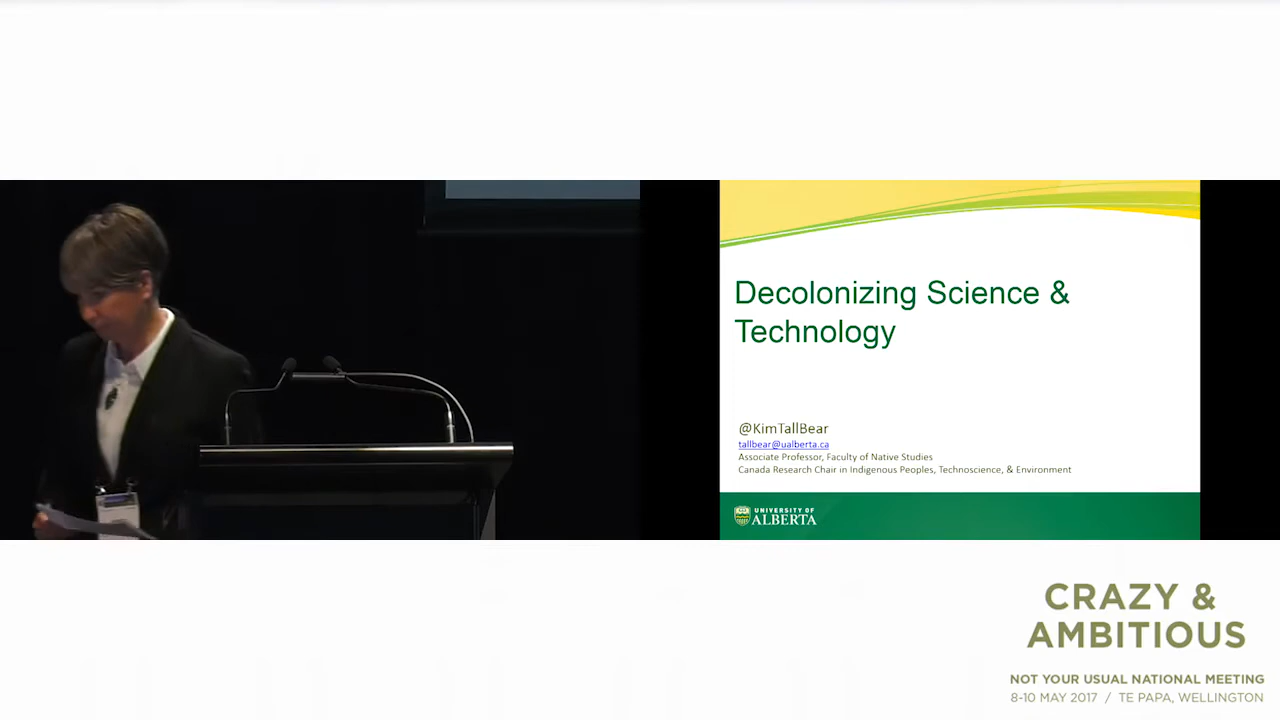 Decolonizing Science &
Technology
@KimTallBear
tallbear@ualberta.ca
Associate Professor, Faculty of Native Studies
Canada Research Chair in Indigenous Peoples, Technoscience, & Environment
UNIVERSITY OF
ALBERTA
CRAZY &
AMBITIOUS
NOT YOUR USUAL NATIONAL MEETING
8-10 MAY 2017 / TE PAPA, WELLINGTON